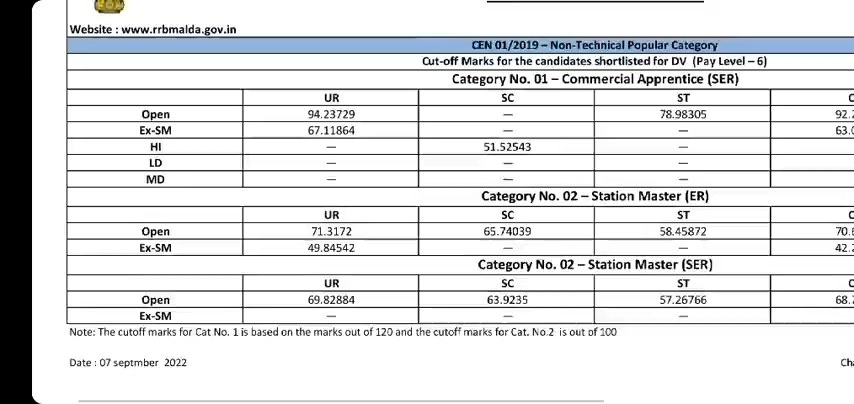 Website : www.rrbmalda.gov.in
CEN 01/2019 – Non-Technical Popular Category
Cut-off Marks for the candidates shortlisted for DV (Pay Level – 6)
Category No. 01 – Commercial Apprentice (SER)
UR SC ST
Open 94.23729 — 78.98305 92.
Ex-SM 67.11864 — — 63.
HI — 51.52543 —
LD — — —
MD — — —
Category No. 02 – Station Master (ER)
UR SC ST
Open 71.3172 65.74039 58.45872 70.
Ex-SM 49.84542 — — 42.
Category No. 02 – Station Master (SER)
UR SC ST
Open 69.82884 63.9235 57.26766 68.
Ex-SM — — —
Note: The cutoff marks for Cat No. 1 is based on the marks out of 120 and the cutoff marks for Cat. No.2 is out of 100
Date : 07 septmber 2022